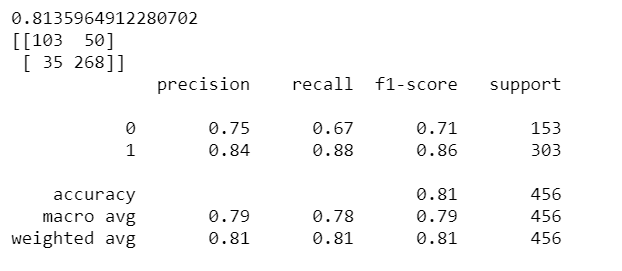 0.8135964912280702
[[103  50]
 [ 35 268]]
              precision    recall  f1-score   support

           0       0.75      0.67      0.71       153
           1       0.84      0.88      0.86       303

    accuracy                           0.81       456
   macro avg       0.79      0.78      0.79       456
weighted avg       0.81      0.81      0.81       456